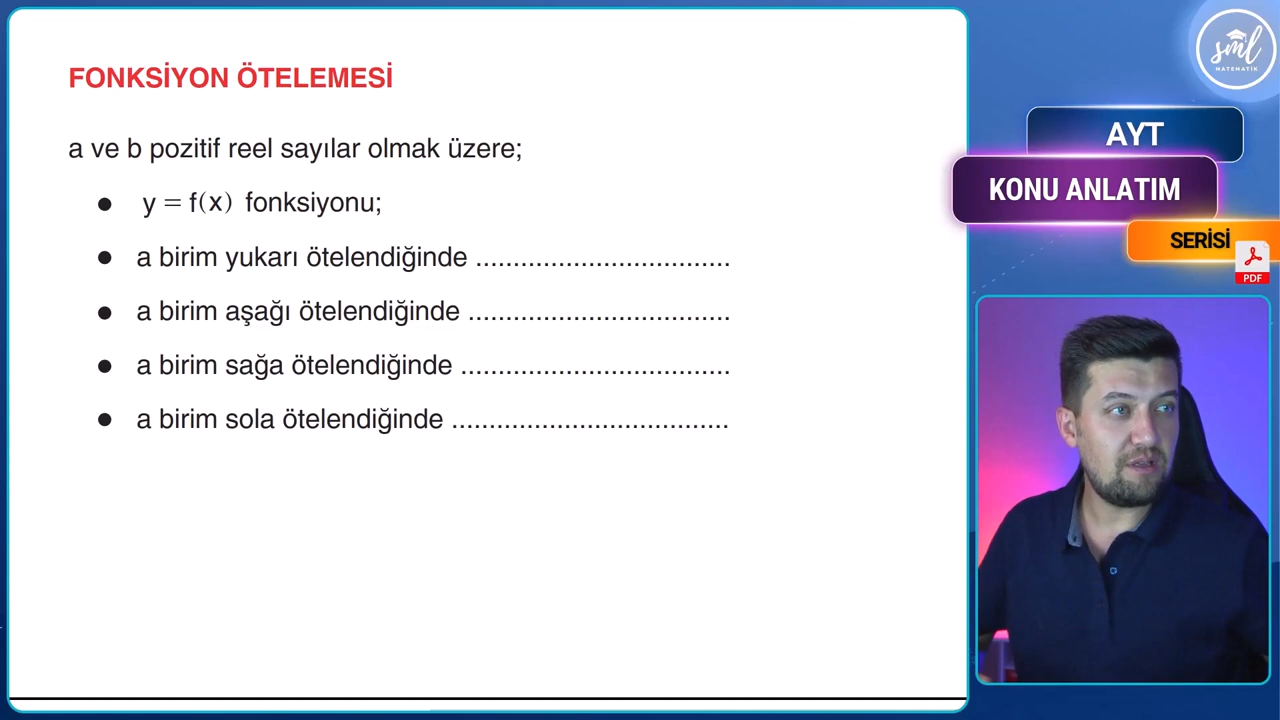 FONKSİYON ÖTELEMESİ
a ve b pozitif reel sayılar olmak üzere;
● y = f(x) fonksiyonu;
● a birim yukarı ötelendiğinde ..................................
● a birim aşağı ötelendiğinde ...................................
● a birim sağa ötelendiğinde ....................................
● a birim sola ötelendiğinde .....................................
sml
MATEMATİK
AYT
KONU ANLATIM
SERİSİ
PDF